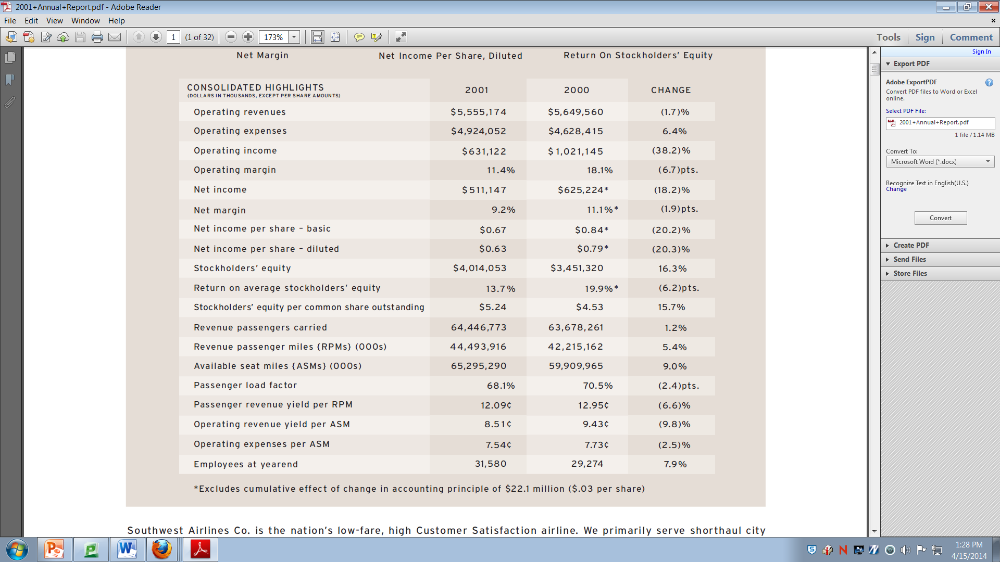 2001+Annual+Report.pdf - Adobe Reader
File Edit View Window Help
1 (1 of 32) 173% Tools Sign Comment
Sign In
Export PDF
Adobe ExportPDF
Convert PDF files to Word or Excel
online.
Select PDF File:
2001+Annual+Report.pdf
1 file / 1.14 MB
Convert To:
Microsoft Word (*.docx)
Recognize Text in English(U.S.)
Change
Convert
Create PDF
Send Files
Store Files
Net Margin Net Income Per Share, Diluted Return On Stockholders' Equity
CONSOLIDATED HIGHLIGHTS 2001 2000 CHANGE
(DOLLARS IN THOUSANDS, EXCEPT PER SHARE AMOUNTS)
Operating revenues $5,555,174 $5,649,560 (1.7)%
Operating expenses $4,924,052 $4,628,415 6.4%
Operating income $631,122 $1,021,145 (38.2)%
Operating margin 11.4% 18.1% (6.7)pts.
Net income $511,147 $625,224* (18.2)%
Net margin 9.2% 11.1%* (1.9)pts.
Net income per share – basic $0.67 $0.84* (20.2)%
Net income per share – diluted $0.63 $0.79* (20.3)%
Stockholders' equity $4,014,053 $3,451,320 16.3%
Return on average stockholders' equity 13.7% 19.9%* (6.2)pts.
Stockholders' equity per common share outstanding $5.24 $4.53 15.7%
Revenue passengers carried 64,446,773 63,678,261 1.2%
Revenue passenger miles {RPMs} (000s) 44,493,916 42,215,162 5.4%
Available seat miles {ASMs} (000s) 65,295,290 59,909,965 9.0%
Passenger load factor 68.1% 70.5% (2.4)pts.
Passenger revenue yield per RPM 12.09¢ 12.95¢ (6.6)%
Operating revenue yield per ASM 8.51¢ 9.43¢ (9.8)%
Operating expenses per ASM 7.54¢ 7.73¢ (2.5)%
Employees at yearend 31,580 29,274 7.9%
*Excludes cumulative effect of change in accounting principle of $22.1 million ($.03 per share)
Southwest Airlines Co. is the nation's low-fare, high Customer Satisfaction airline. We primarily serve shorthaul city
1:28 PM
4/15/2014